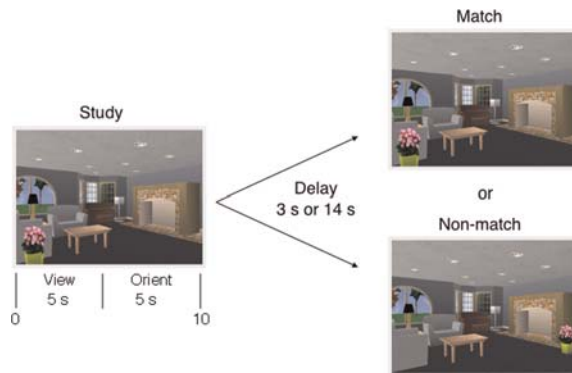 Study
View
5 s
Orient
5 s
0
10
Delay
3 s or 14 s
Match
or
Non-match